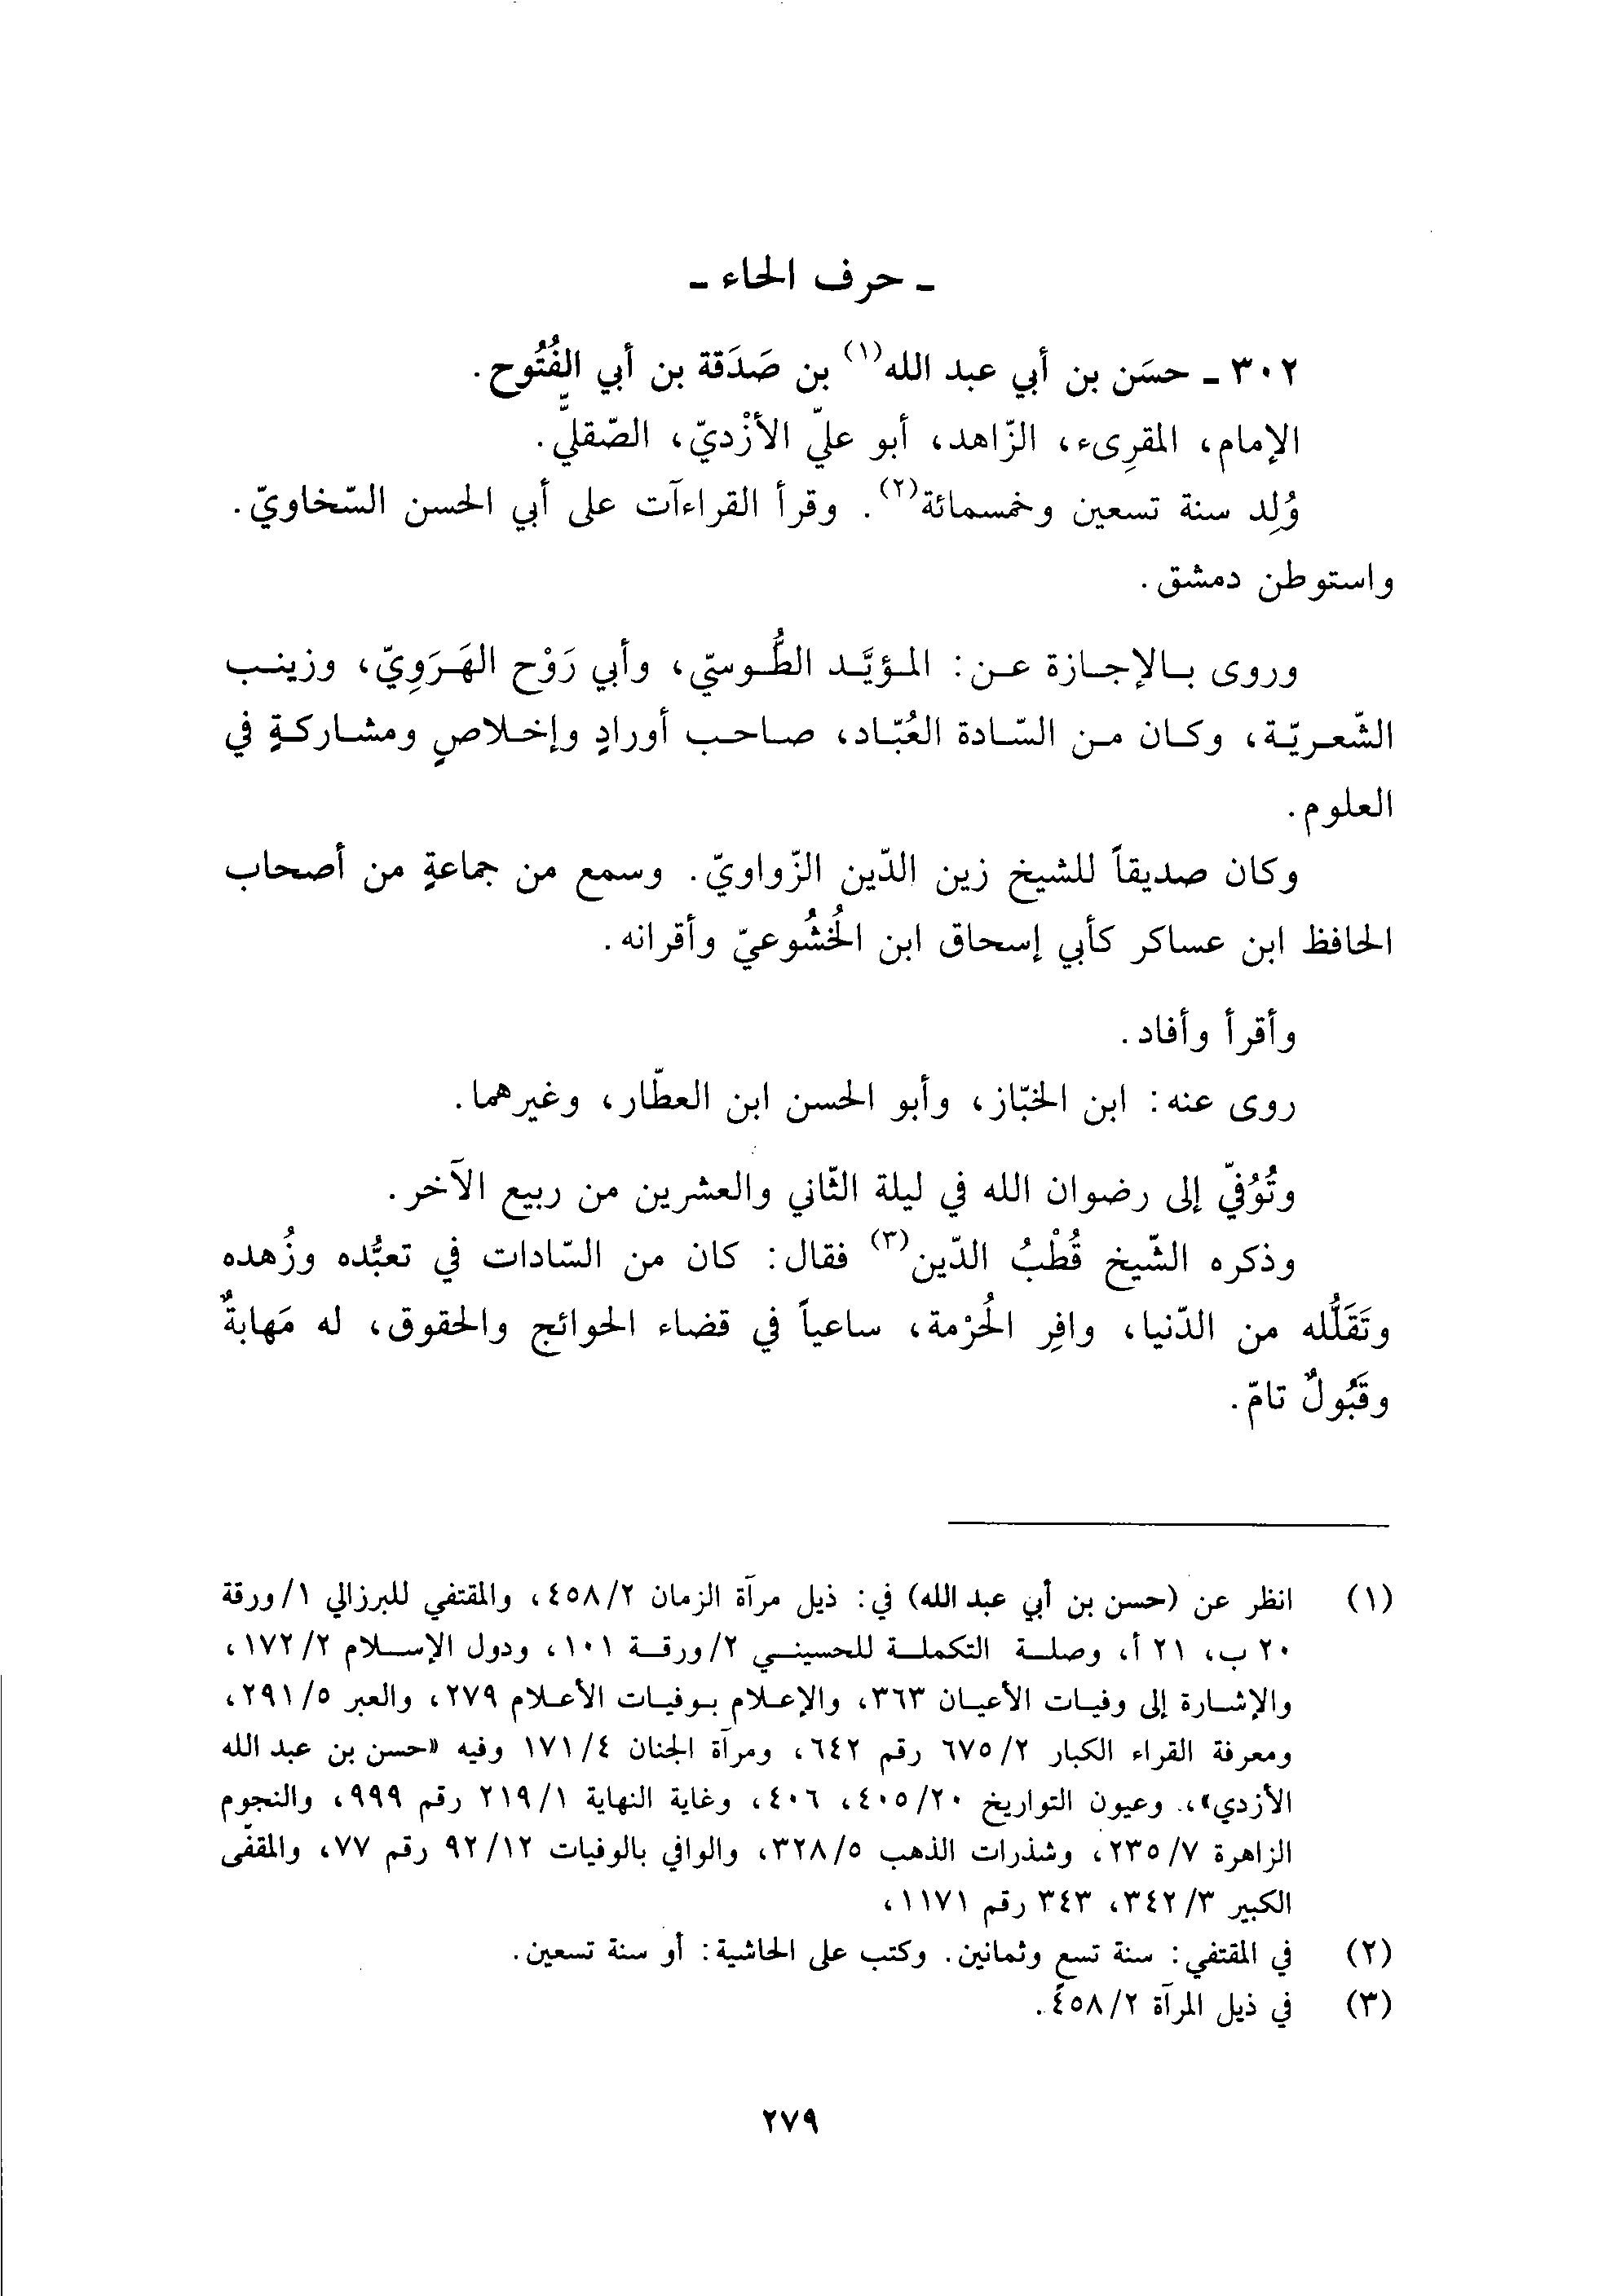 ـ حرف الحاء ـ
٣٠٢ ـ حسَن بن أبي عبد الله(١) بن صَدَقة بن أبي الفُتُوح.
الإمام، المقرِىء، الزّاهد، أبو عليّ الأزْديّ، الصّقليّّ.
وُلِد سنة تسعين وخمسمائة(٢). وقرأ القراءآت على أبي الحسن السّخاويّ.
واستوطن دمشق.
وروى بالإجازة عن: المؤيَّد الطُّوسيّ، وأبي رَوْح الهَرَوِيّ، وزينب
الشّعريّة، وكان من السّادة العُبّاد، صاحب أورادٍ وإخلاصٍ ومشاركةٍ في
العلوم.
وكان صديقاً للشيخ زين الدّين الزّواويّ. وسمع من جماعةٍ من أصحاب
الحافظ ابن عساكر كأبي إسحاق ابن الخُشُوعيّ وأقرانه.
وأقرأ وأفاد.
روى عنه: ابن الخبّاز، وأبو الحسن ابن العطّار، وغيرهما.
وتُوُفيّ إلى رضوان الله في ليلة الثّاني والعشرين من ربيع الآخر.
وذكره الشّيخ قُطْبُ الدّين(٣) فقال: كان من السّادات في تعبُّده وزُهده
وتَقَلُّله من الدّنيا، وافِر الحُرْمة، ساعياً في قضاء الحوائج والحقوق، له مَهابةٌ
وقَبُولٌ تامّ.
(١) انظر عن (حسن بن أبي عبد الله) في: ذيل مرآة الزمان ٤٥٨/٢، والمقتفي للبرزالي ١/ورقة
٢٠ ب، ٢١ أ، وصلة التكملة للحسيني ٢/ورقة ١٠١، ودول الإسلام ١٧٢/٢،
والإشارة إلى وفيات الأعيان ٣٦٣، والإعلام بوفيات الأعلام ٢٧٩، والعبر ٢٩١/٥،
ومعرفة القراء الكبار ٦٧٥/٢ رقم ٦٤٢، ومرآة الجنان ١٧١/٤ وفيه «حسن بن عبد الله
الأزدي»، وعيون التواريخ ٤٠٥/٢٠، ٤٠٦، وغاية النهاية ٢١٩/١ رقم ٩٩٩، والنجوم
الزاهرة ٢٣٥/٧، وشذرات الذهب ٣٢٨/٥، والوافي بالوفيات ٩٢/١٢ رقم ٧٧، والمقفّى
الكبير ٣٤٢/٣، ٣٤٣ رقم ١١٧١،
(٢) في المقتفي: سنة تسع وثمانين. وكتب على الحاشية: أو سنة تسعين.
(٣) في ذيل المرآة ٤٥٨/٢.
٢٧٩